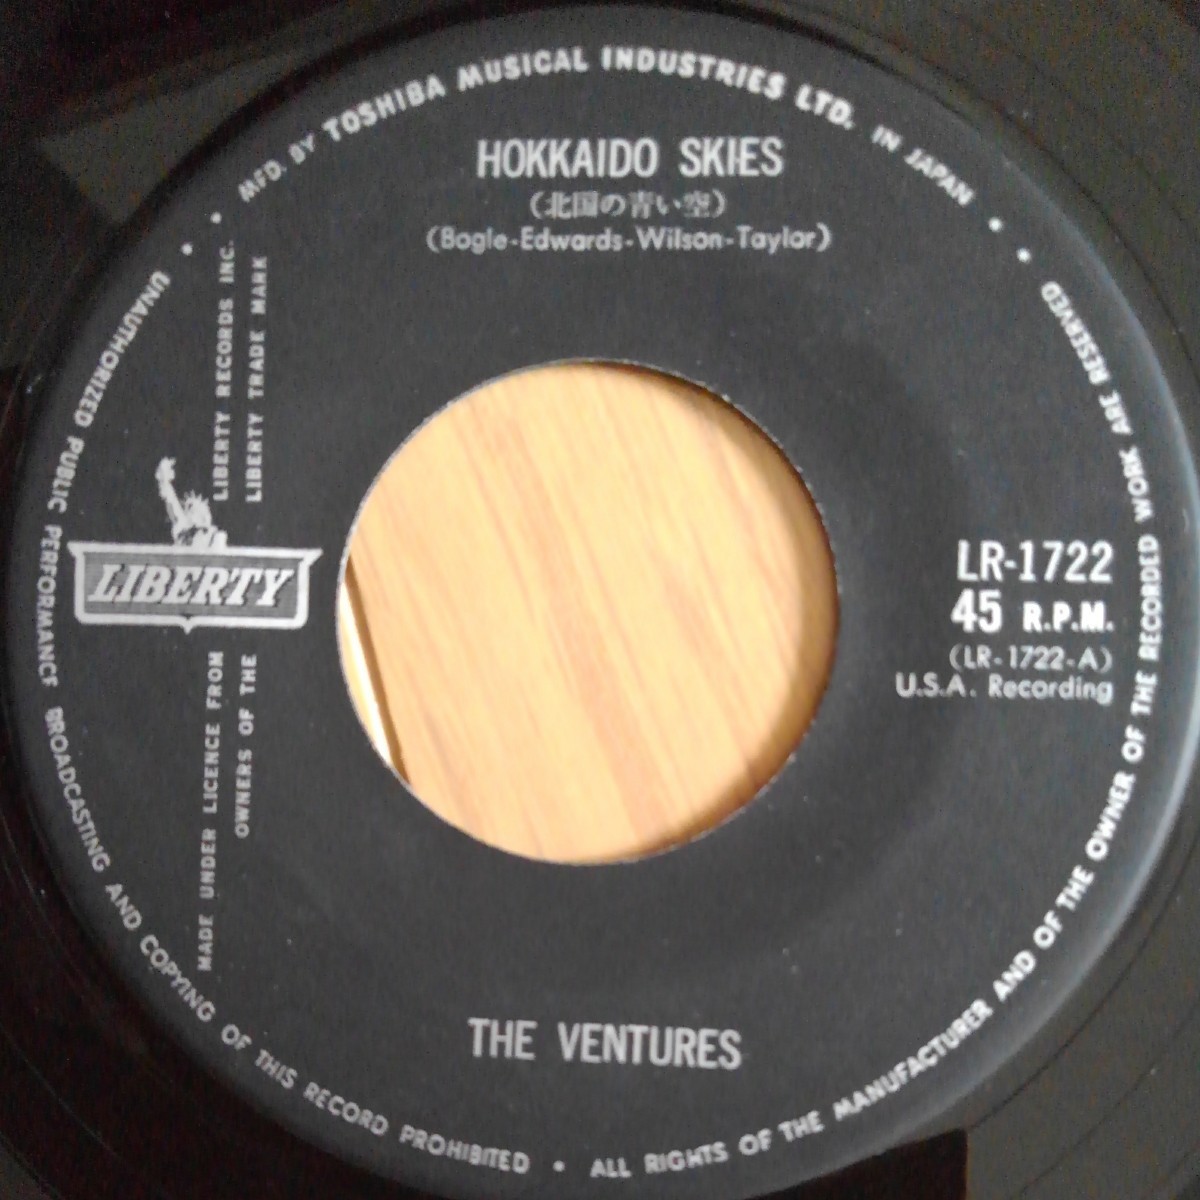 MFD. BY TOSHIBA MUSICAL INDUSTRIES LTD. IN JAPAN
HOKKAIDO SKIES
(北国の青い空)
(Bogle-Edwards-Wilson-Taylor)
LIBERTY RECORDS INC.
LIBERTY TRADE MARK
LIBERTY
MADE UNDER LICENCE FROM
OWNERS OF THE
LR-1722
45 R.P.M.
(LR-1722-A)
U.S.A. Recording
THE VENTURES
UNAUTHORIZED PUBLIC PERFORMANCE BROADCASTING AND COPYING OF THIS RECORD PROHIBITED • ALL RIGHTS OF THE MANUFACTURER AND OF THE OWNER OF THE RECORDED WORK ARE RESERVED